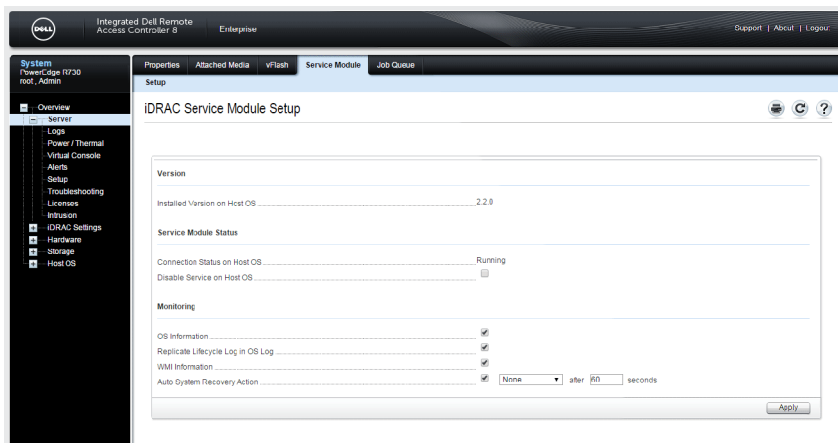 DELL
Integrated Dell Remote
Access Controller 8
Enterprise
Support | About | Logout
System
PowerEdge R730
root , Admin
Overview
Server
Logs
Power / Thermal
Virtual Console
Alerts
Setup
Troubleshooting
Licenses
Intrusion
iDRAC Settings
Hardware
Storage
Host OS
Properties Attached Media vFlash Service Module Job Queue
Setup
iDRAC Service Module Setup
Version
Installed Version on Host OS 2.2.0
Service Module Status
Connection Status on Host OS Running
Disable Service on Host OS
Monitoring
OS Information
Replicate Lifecycle Log in OS Log
WMI Information
Auto System Recovery Action None after 60 seconds
Apply